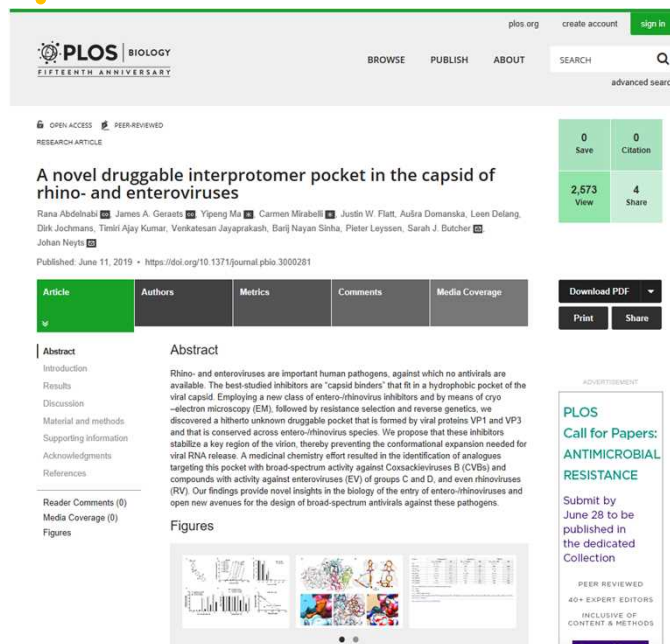 plos.org create account sign in
PLOS BIOLOGY
FIFTEENTH ANNIVERSARY
BROWSE PUBLISH ABOUT
SEARCH
advanced searc
OPEN ACCESS PEER-REVIEWED
RESEARCH ARTICLE
A novel druggable interprotomer pocket in the capsid of
rhino- and enteroviruses
Rana Abdelnabi, James A. Geraets, Yipeng Ma, Carmen Mirabelli, Justin W. Flatt, Aušra Domanska, Leen Delang,
Dirk Jochmans, Timiri Ajay Kumar, Venkatesan Jayaprakash, Barij Nayan Sinha, Pieter Leyssen, Sarah J. Butcher,
Johan Neyts
Published: June 11, 2019 • https://doi.org/10.1371/journal.pbio.3000281
0 Save
0 Citation
2,573 View
4 Share
Article Authors Metrics Comments Media Coverage
Download PDF
Print Share
Abstract
Introduction
Results
Discussion
Material and methods
Supporting information
Acknowledgments
References
Reader Comments (0)
Media Coverage (0)
Figures
Abstract
Rhino- and enteroviruses are important human pathogens, against which no antivirals are
available. The best-studied inhibitors are “capsid binders” that fit in a hydrophobic pocket of the
viral capsid. Employing a new class of entero-/rhinovirus inhibitors and by means of cryo
–electron microscopy (EM), followed by resistance selection and reverse genetics, we
discovered a hitherto unknown druggable pocket that is formed by viral proteins VP1 and VP3
and that is conserved across entero-/rhinovirus species. We propose that these inhibitors
stabilize a key region of the virion, thereby preventing the conformational expansion needed for
viral RNA release. A medicinal chemistry effort resulted in the identification of analogues
targeting this pocket with broad-spectrum activity against Coxsackieviruses B (CVBs) and
compounds with activity against enteroviruses (EV) of groups C and D, and even rhinoviruses
(RV). Our findings provide novel insights in the biology of the entry of entero-/rhinoviruses and
open new avenues for the design of broad-spectrum antivirals against these pathogens.
Figures
ADVERTISEMENT
PLOS
Call for Papers:
ANTIMICROBIAL
RESISTANCE
Submit by
June 28 to be
published in
the dedicated
Collection
PEER REVIEWED
40+ EXPERT EDITORS
INCLUSIVE OF
CONTENT & METHODS